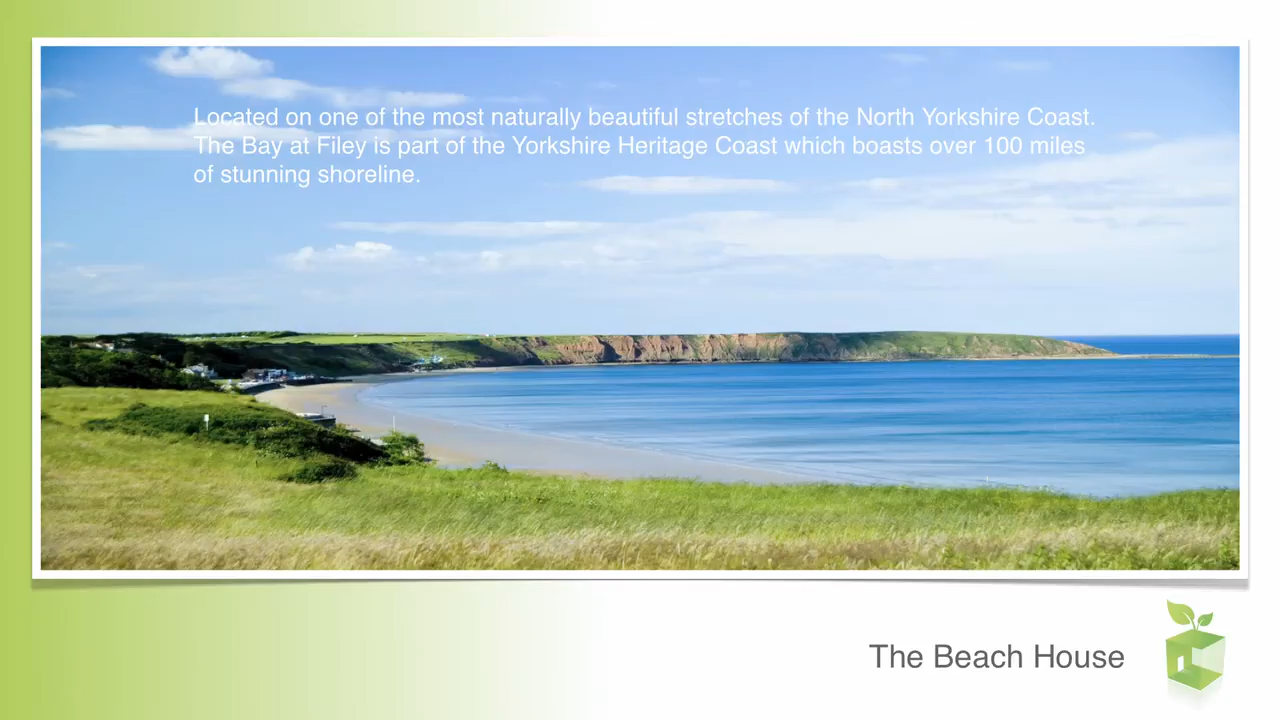 Located on one of the most naturally beautiful stretches of the North Yorkshire Coast.
The Bay at Filey is part of the Yorkshire Heritage Coast which boasts over 100 miles
of stunning shoreline.
The Beach House